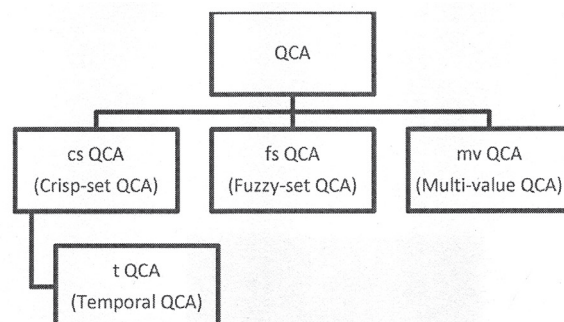 QCA
cs QCA
(Crisp-set QCA)
fs QCA
(Fuzzy-set QCA)
mv QCA
(Multi-value QCA)
t QCA
(Temporal QCA)